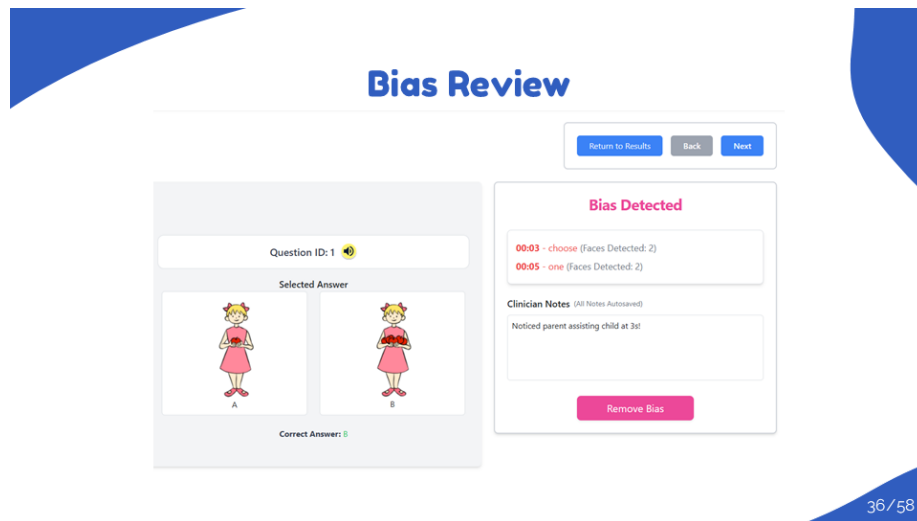 Bias Review
Return to Results Back Next
Question ID: 1
Selected Answer
A B
Correct Answer: B
Bias Detected
00:03 - choose (Faces Detected: 2)
00:05 - one (Faces Detected: 2)
Clinician Notes (All Notes Autosaved)
Noticed parent assisting child at 3s!
Remove Bias
36/58